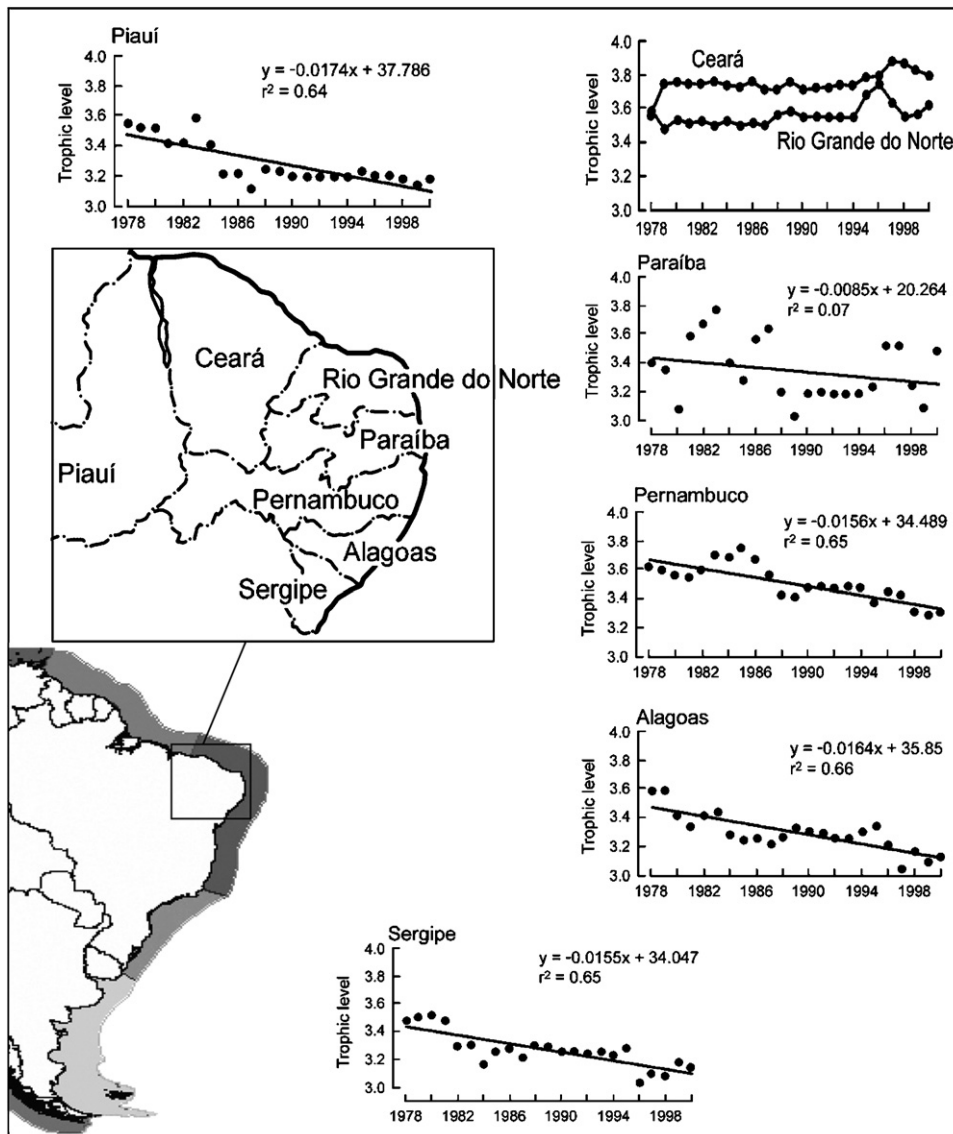 Piauí
y = -0.0174x + 37.786
r² = 0.64
Trophic level
4.0
3.8
3.4
3.2
3.0
1978 1982 1986 1990 1994 1998
Ceará
Rio Grande do Norte
Trophic level
4.0
3.8
3.6
3.4
3.2
3.0
1978 1982 1986 1990 1994 1998
Ceará
Rio Grande do Norte
Paraíba
Piauí
Pernambuco
Alagoas
Sergipe
Paraíba
y = -0.0085x + 20.264
r² = 0.07
Trophic level
4.0
3.8
3.6
3.4
3.2
3.0
1978 1982 1986 1990 1994 1998
Pernambuco
y = -0.0156x + 34.489
r² = 0.65
Trophic level
4.0
3.8
3.6
3.4
3.2
3.0
1978 1982 1986 1990 1994 1998
Alagoas
y = -0.0164x + 35.85
r² = 0.66
Trophic level
4.0
3.8
3.6
3.4
3.2
3.0
1978 1982 1986 1990 1994 1998
Sergipe
y = -0.0155x + 34.047
r² = 0.65
Trophic level
4.0
3.8
3.6
3.4
3.2
3.0
1978 1982 1986 1990 1994 1998